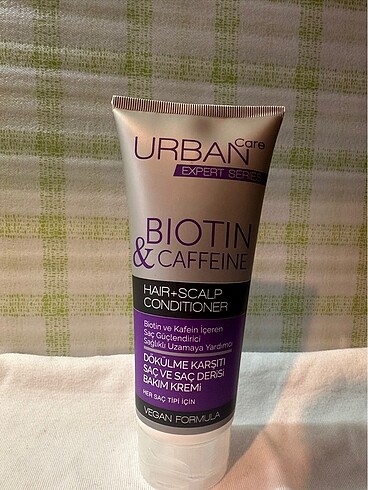 URBAN Care
EXPERT SERIES
BIOTIN
& CAFFEINE
HAIR+SCALP
CONDITIONER
Biotin ve Kafein İçeren
Saç Güçlendirici
Sağlıklı Uzamaya Yardımcı
DÖKÜLME KARŞITI
SAÇ VE SAÇ DERİSİ
BAKIM KREMİ
HER SAÇ TİPİ İÇİN
VEGAN FORMULA